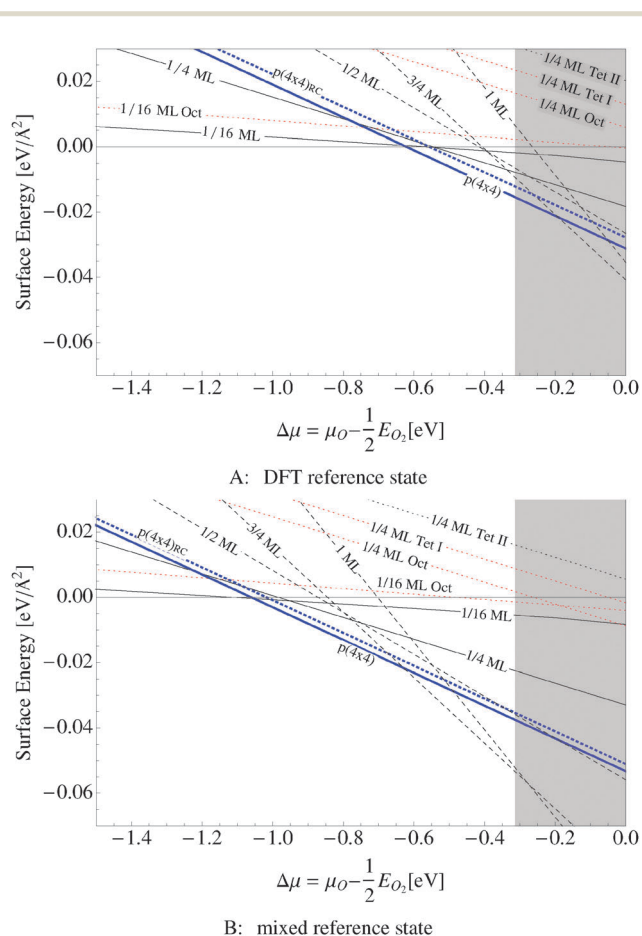 0.02
0.00
−0.02
−0.04
−0.06
Surface Energy [eV/Å²]
1/4 ML
1/16 ML Oct
1/16 ML
p(4x4)RC
1/2 ML
3/4 ML
1 ML
1/4 ML Tet II
1/4 ML Tet I
1/4 ML Oct
p(4x4)
−1.4 −1.2 −1.0 −0.8 −0.6 −0.4 −0.2 0.0
Δμ = μO−1/2 EO₂[eV]
A: DFT reference state
0.02
0.00
−0.02
−0.04
−0.06
Surface Energy [eV/Å²]
p(4x4)RC
1/2 ML
3/4 ML
1 ML
1/4 ML Tet II
1/4 ML Tet I
1/4 ML Oct
1/16 ML Oct
1/16 ML
1/4 ML
p(4x4)
−1.4 −1.2 −1.0 −0.8 −0.6 −0.4 −0.2 0.0
Δμ = μO−1/2 EO₂[eV]
B: mixed reference state